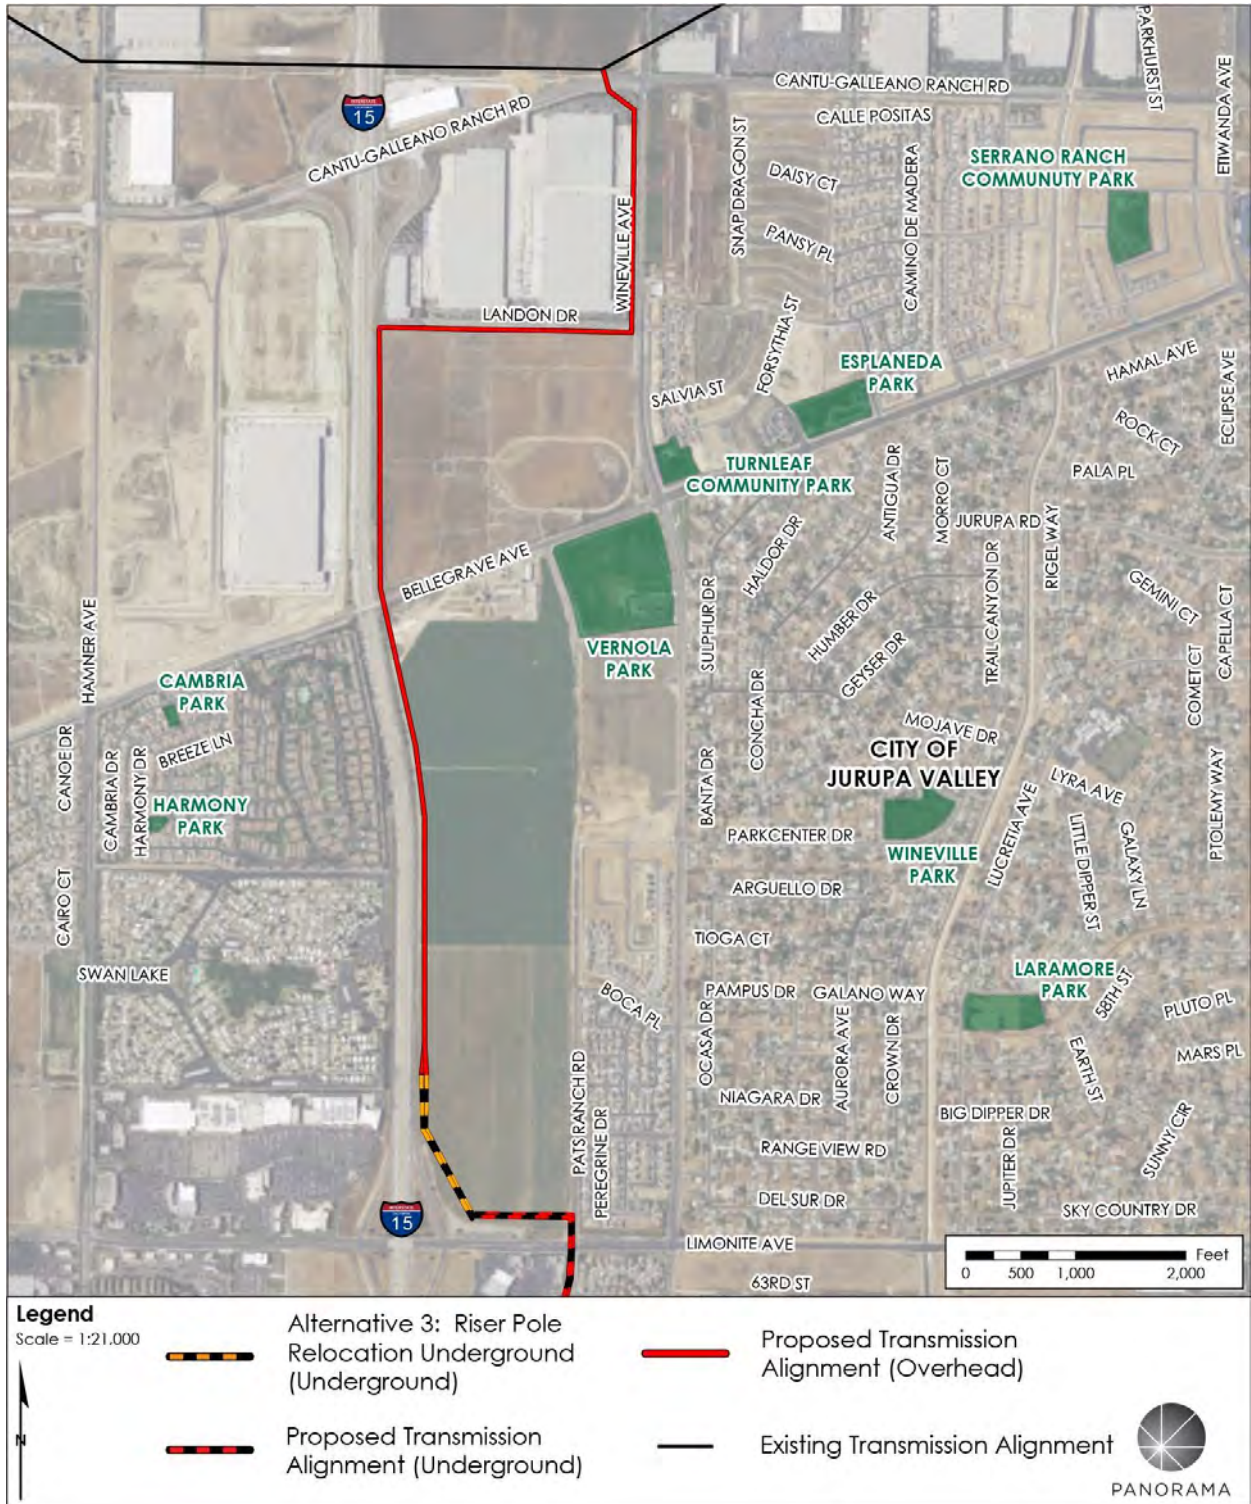 PARKHURST ST
ETIWANDA AVE
CANTU-GALLEANO RANCH RD
CALLE POSITAS
INTERSTATE
15
CANTU-GALLEANO RANCH RD
SERRANO RANCH
COMMUNUTY PARK
SNAP DRAGON ST
DAISY CT
CAMINO DE MADERA
PANSY PL
WINEVILLE AVE
LANDON DR
FORSYTHIA ST
ESPLANEDA
PARK
HAMAL AVE
ECLIPSE AVE
SALVIA ST
ROCK CT
TURNLEAF
COMMUNITY PARK
ANTIGUA DR
MORRO CT
PALA PL
JURUPA RD
RIGEL WAY
HALDOR DR
BELLEGRAVE AVE
TRAIL CANYON DR
GEMINI CT
CAPELLA CT
HAMNER AVE
SULPHUR DR
HUMBER DR
VERNOLA
PARK
GEYSER DR
COMET CT
CAMBRIA
PARK
CONCHA DR
MOJAVE DR
CITY OF
JURUPA VALLEY
CANOE DR
BREEZE LN
CAMBRIA DR
HARMONY DR
HARMONY
PARK
BANTA DR
LYRA AVE
PTOLEMY WAY
PARKCENTER DR
WINEVILLE
PARK
LUCRETIA AVE
LITTLE DIPPER ST
GALAXY LN
ARGUELLO DR
CAIRO CT
TIOGA CT
SWAN LAKE
LARAMORE
PARK
58TH ST
BOCA PL
PAMPUS DR
GALANO WAY
PLUTO PL
OCASA DR
AURORA AVE
CROWN DR
EARTH ST
MARS PL
PATS RANCH RD
PEREGRINE DR
NIAGARA DR
BIG DIPPER DR
RANGE VIEW RD
JUPITER DR
SUNNY CIR
DEL SUR DR
SKY COUNTRY DR
INTERSTATE
15
LIMONITE AVE
63RD ST
Feet
0 500 1,000 2,000
Legend
Scale = 1:21,000
N
Alternative 3: Riser Pole
Relocation Underground
(Underground)
Proposed Transmission
Alignment (Overhead)
Proposed Transmission
Alignment (Underground)
Existing Transmission Alignment
PANORAMA